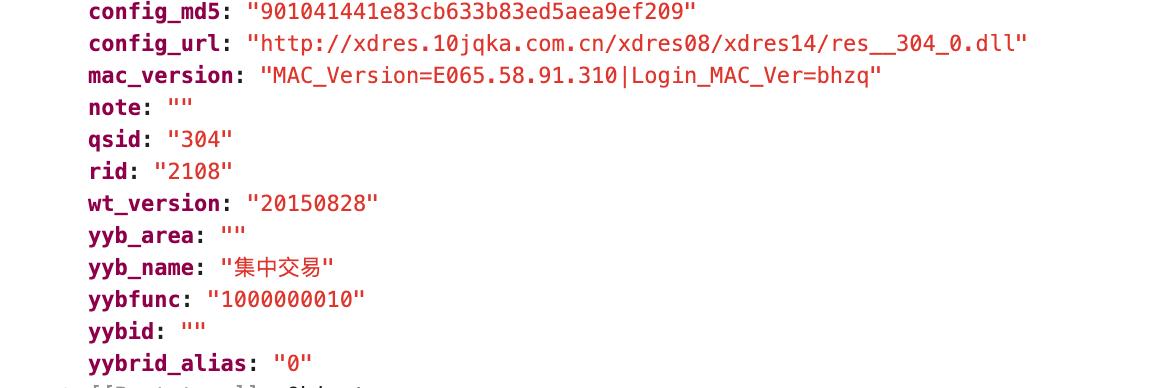 config_md5: "901041441e83cb633b83ed5aea9ef209"
config_url: "http://xdres.10jqka.com.cn/xdres08/xdres14/res__304_0.dll"
mac_version: "MAC_Version=E065.58.91.310|Login_MAC_Ver=bhzq"
note: ""
qsid: "304"
rid: "2108"
wt_version: "20150828"
yyb_area: ""
yyb_name: "集中交易"
yybfunc: "1000000010"
yybid: ""
yybrid_alias: "0"